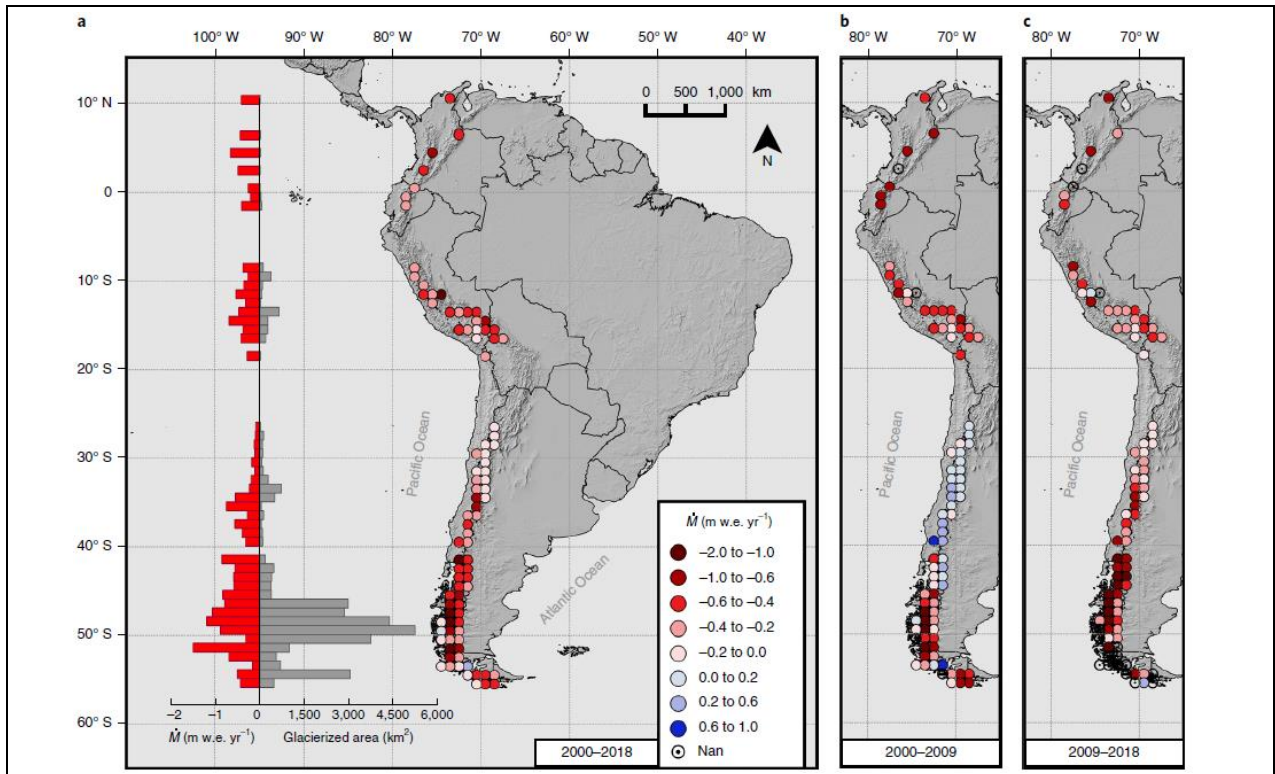 a
b
c
100° W 90° W 80° W 70° W 60° W 50° W 40° W
80° W 70° W
80° W 70° W
10° N
0
10° S
20° S
30° S
40° S
50° S
60° S
0 500 1,000 km
N
Pacific Ocean
Atlantic Ocean
Pacific Ocean
Pacific Ocean
Ṁ (m w.e. yr⁻¹)
–2.0 to –1.0
–1.0 to –0.6
–0.6 to –0.4
–0.4 to –0.2
–0.2 to 0.0
0.0 to 0.2
0.2 to 0.6
0.6 to 1.0
Nan
–2 –1 0 1,500 3,000 4,500 6,000
Ṁ (m w.e. yr⁻¹) Glacierized area (km²)
2000–2018
2000–2009
2009–2018